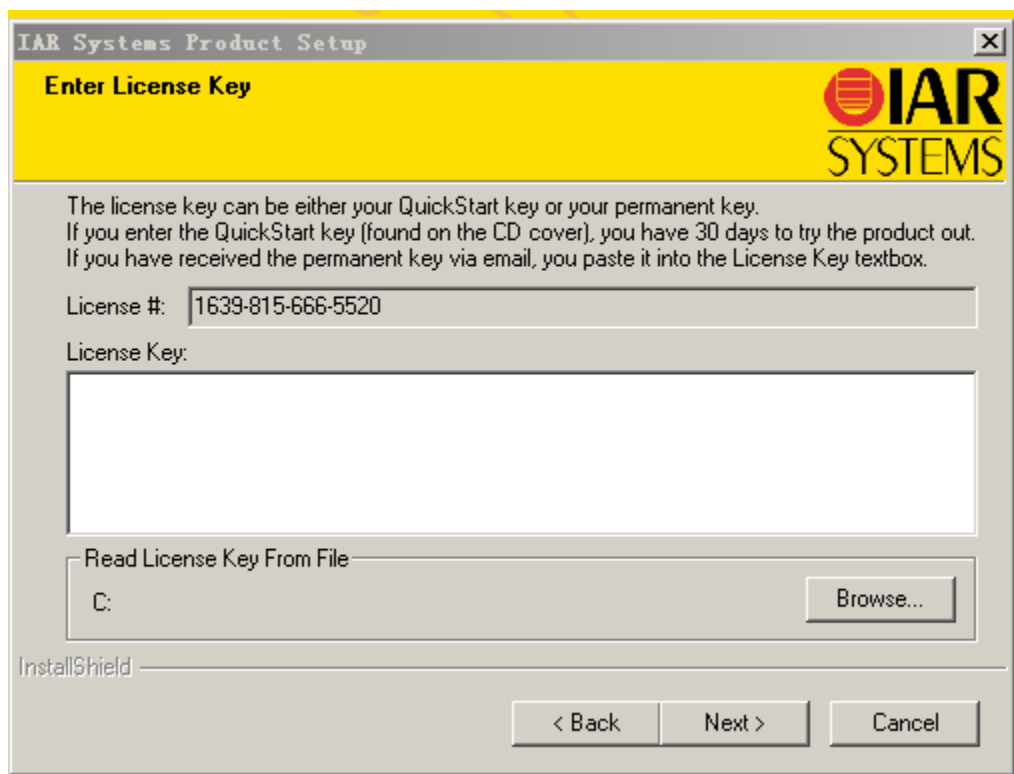 IAR Systems Product Setup
Enter License Key
IAR
SYSTEMS
The license key can be either your QuickStart key or your permanent key.
If you enter the QuickStart key (found on the CD cover), you have 30 days to try the product out.
If you have received the permanent key via email, you paste it into the License Key textbox.
License #: 1639-815-666-5520
License Key:
Read License Key From File
C:
Browse...
InstallShield
< Back Next > Cancel